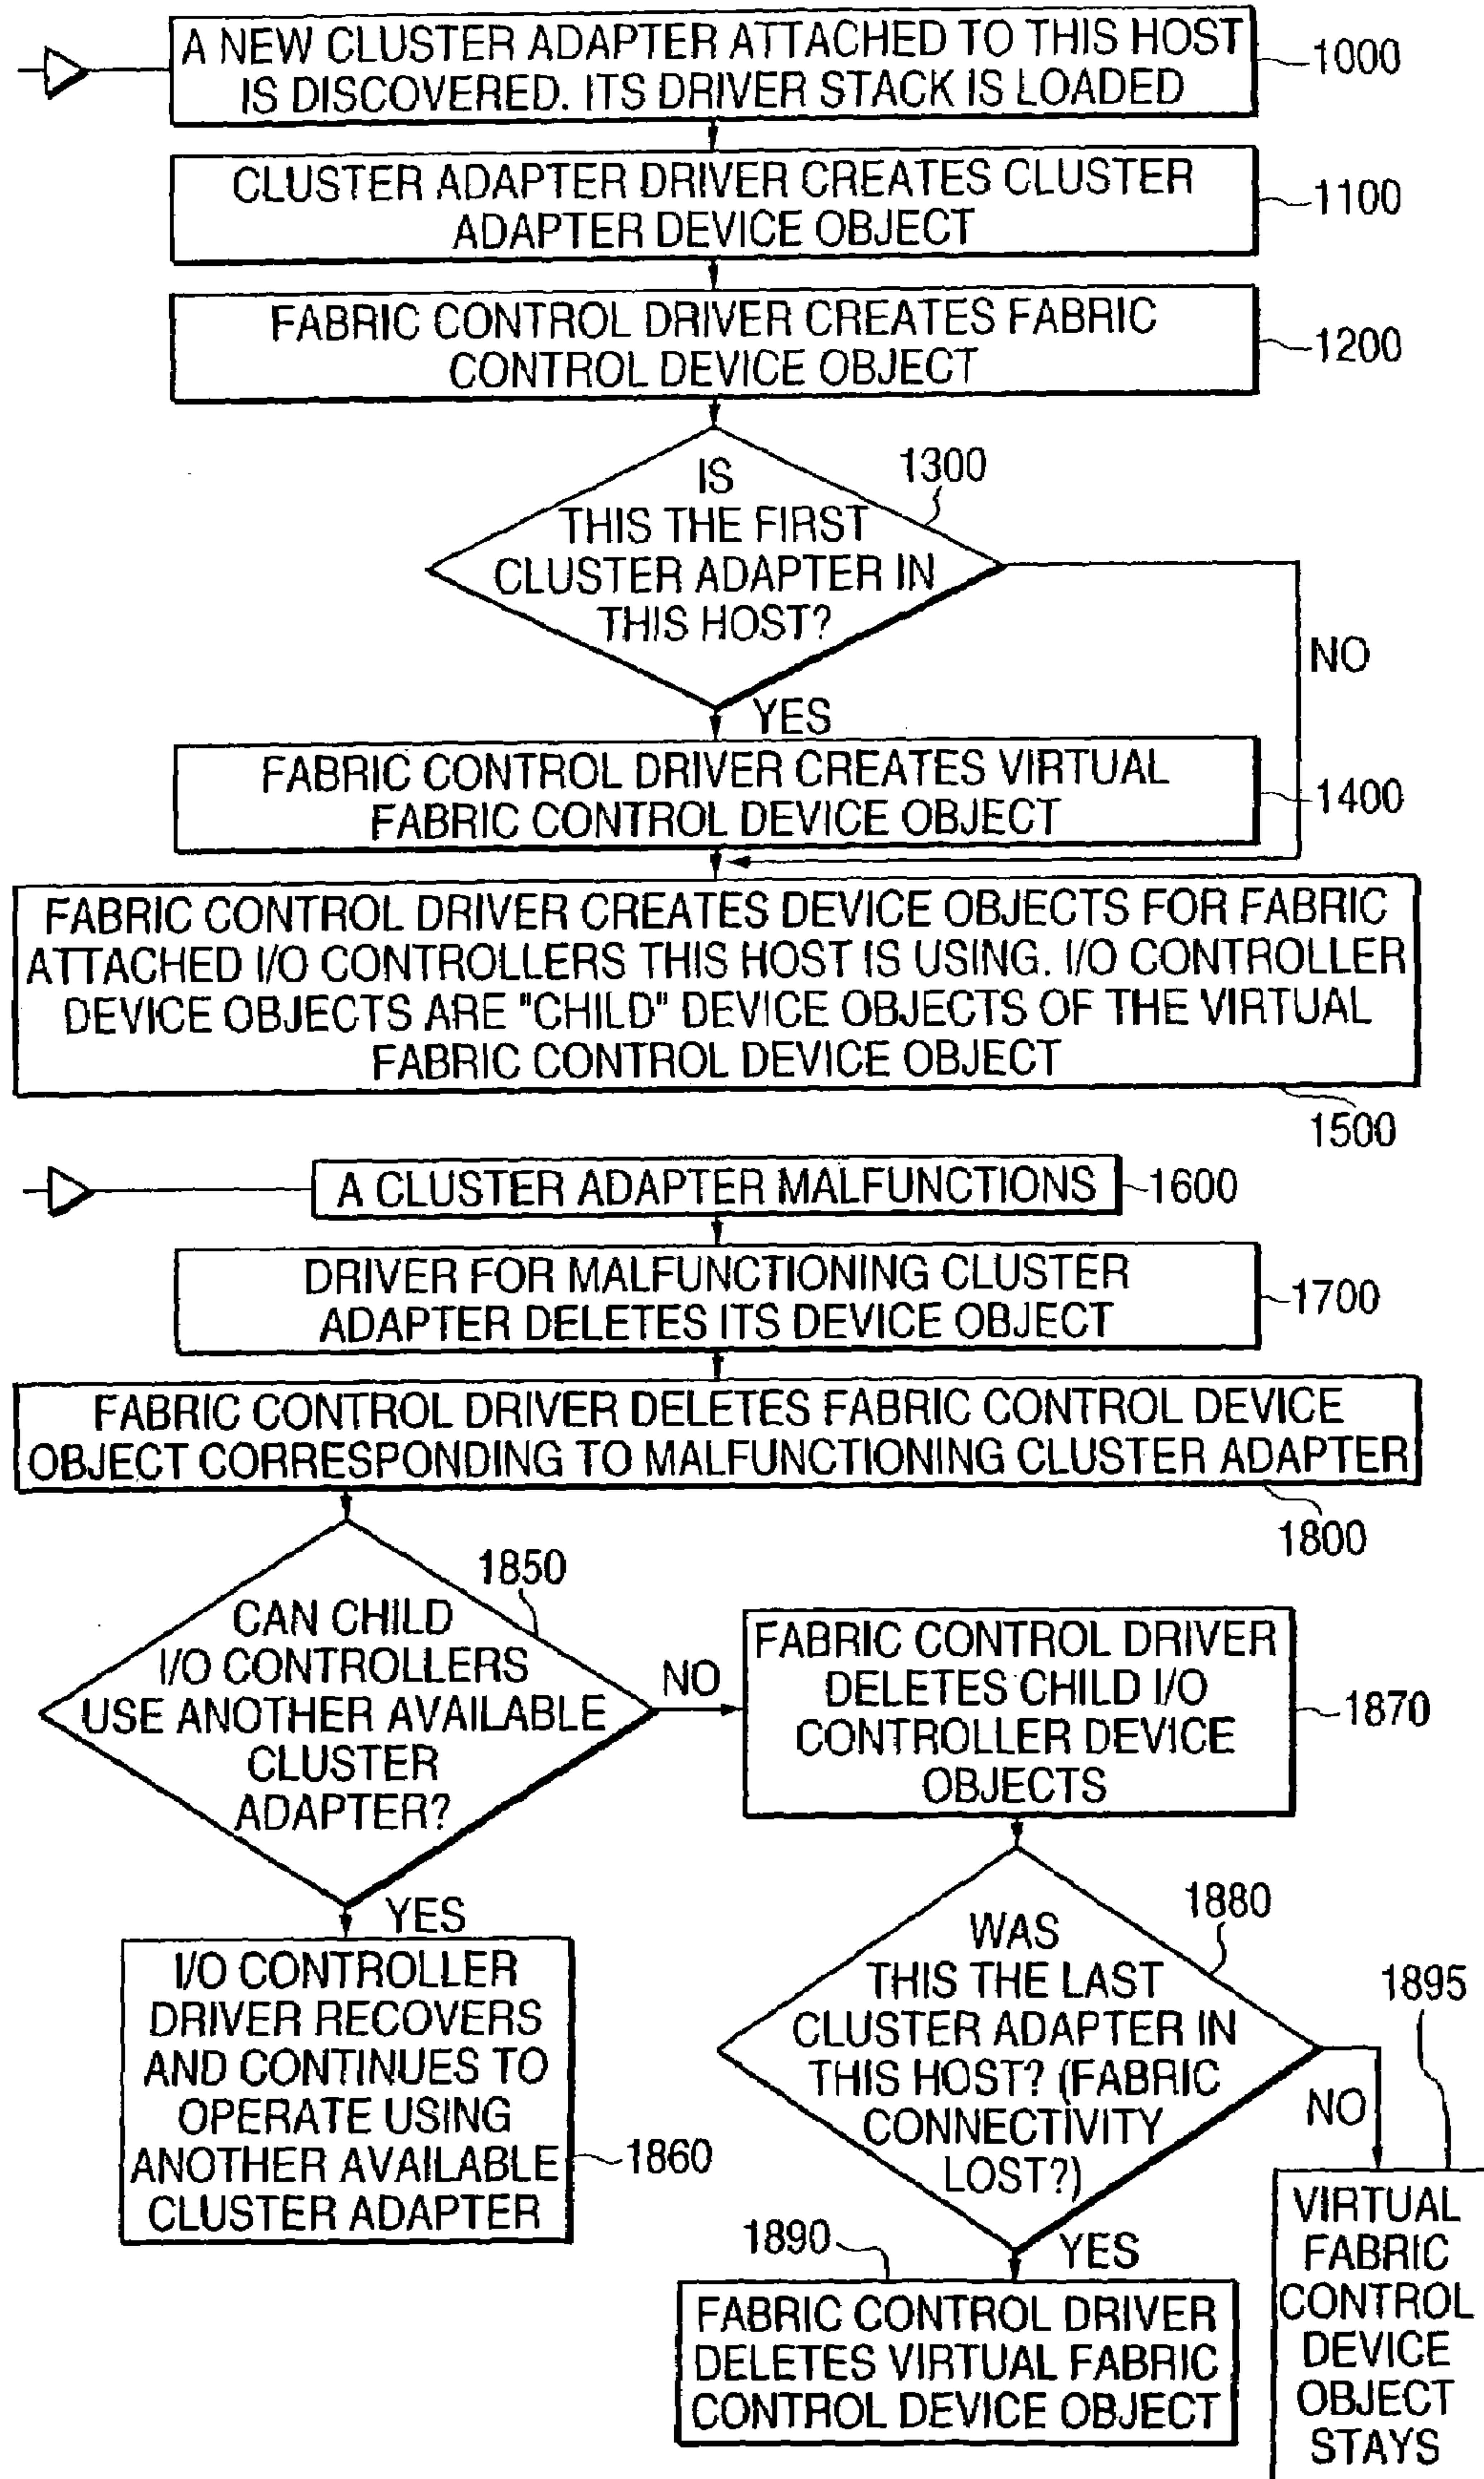 A NEW CLUSTER ADAPTER ATTACHED TO THIS HOST
IS DISCOVERED. ITS DRIVER STACK IS LOADED
1000
CLUSTER ADAPTER DRIVER CREATES CLUSTER
ADAPTER DEVICE OBJECT
1100
FABRIC CONTROL DRIVER CREATES FABRIC
CONTROL DEVICE OBJECT
1200
IS
THIS THE FIRST
CLUSTER ADAPTER IN
THIS HOST?
1300
NO
YES
FABRIC CONTROL DRIVER CREATES VIRTUAL
FABRIC CONTROL DEVICE OBJECT
1400
FABRIC CONTROL DRIVER CREATES DEVICE OBJECTS FOR FABRIC
ATTACHED I/O CONTROLLERS THIS HOST IS USING. I/O CONTROLLER
DEVICE OBJECTS ARE "CHILD" DEVICE OBJECTS OF THE VIRTUAL
FABRIC CONTROL DEVICE OBJECT
1500
A CLUSTER ADAPTER MALFUNCTIONS
1600
DRIVER FOR MALFUNCTIONING CLUSTER
ADAPTER DELETES ITS DEVICE OBJECT
1700
FABRIC CONTROL DRIVER DELETES FABRIC CONTROL DEVICE
OBJECT CORRESPONDING TO MALFUNCTIONING CLUSTER ADAPTER
1800
CAN CHILD
I/O CONTROLLERS
USE ANOTHER AVAILABLE
CLUSTER
ADAPTER?
1850
NO
YES
FABRIC CONTROL DRIVER
DELETES CHILD I/O
CONTROLLER DEVICE
OBJECTS
1870
I/O CONTROLLER
DRIVER RECOVERS
AND CONTINUES TO
OPERATE USING
ANOTHER AVAILABLE
CLUSTER ADAPTER
1860
WAS
THIS THE LAST
CLUSTER ADAPTER IN
THIS HOST? (FABRIC
CONNECTIVITY
LOST?)
1880
NO
YES
1895
VIRTUAL
FABRIC
CONTROL
DEVICE
OBJECT
STAYS
1890
FABRIC CONTROL DRIVER
DELETES VIRTUAL FABRIC
CONTROL DEVICE OBJECT